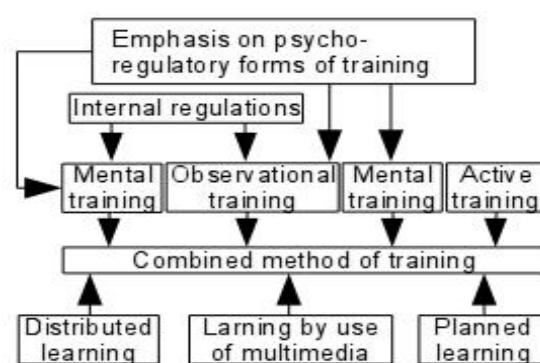 Emphasis on psycho-
regulatory forms of training
Internal regulations
Mental
training
Observational
training
Mental
training
Active
training
Combined method of training
Distributed
learning
Larning by use
of multimedia
Planned
learning